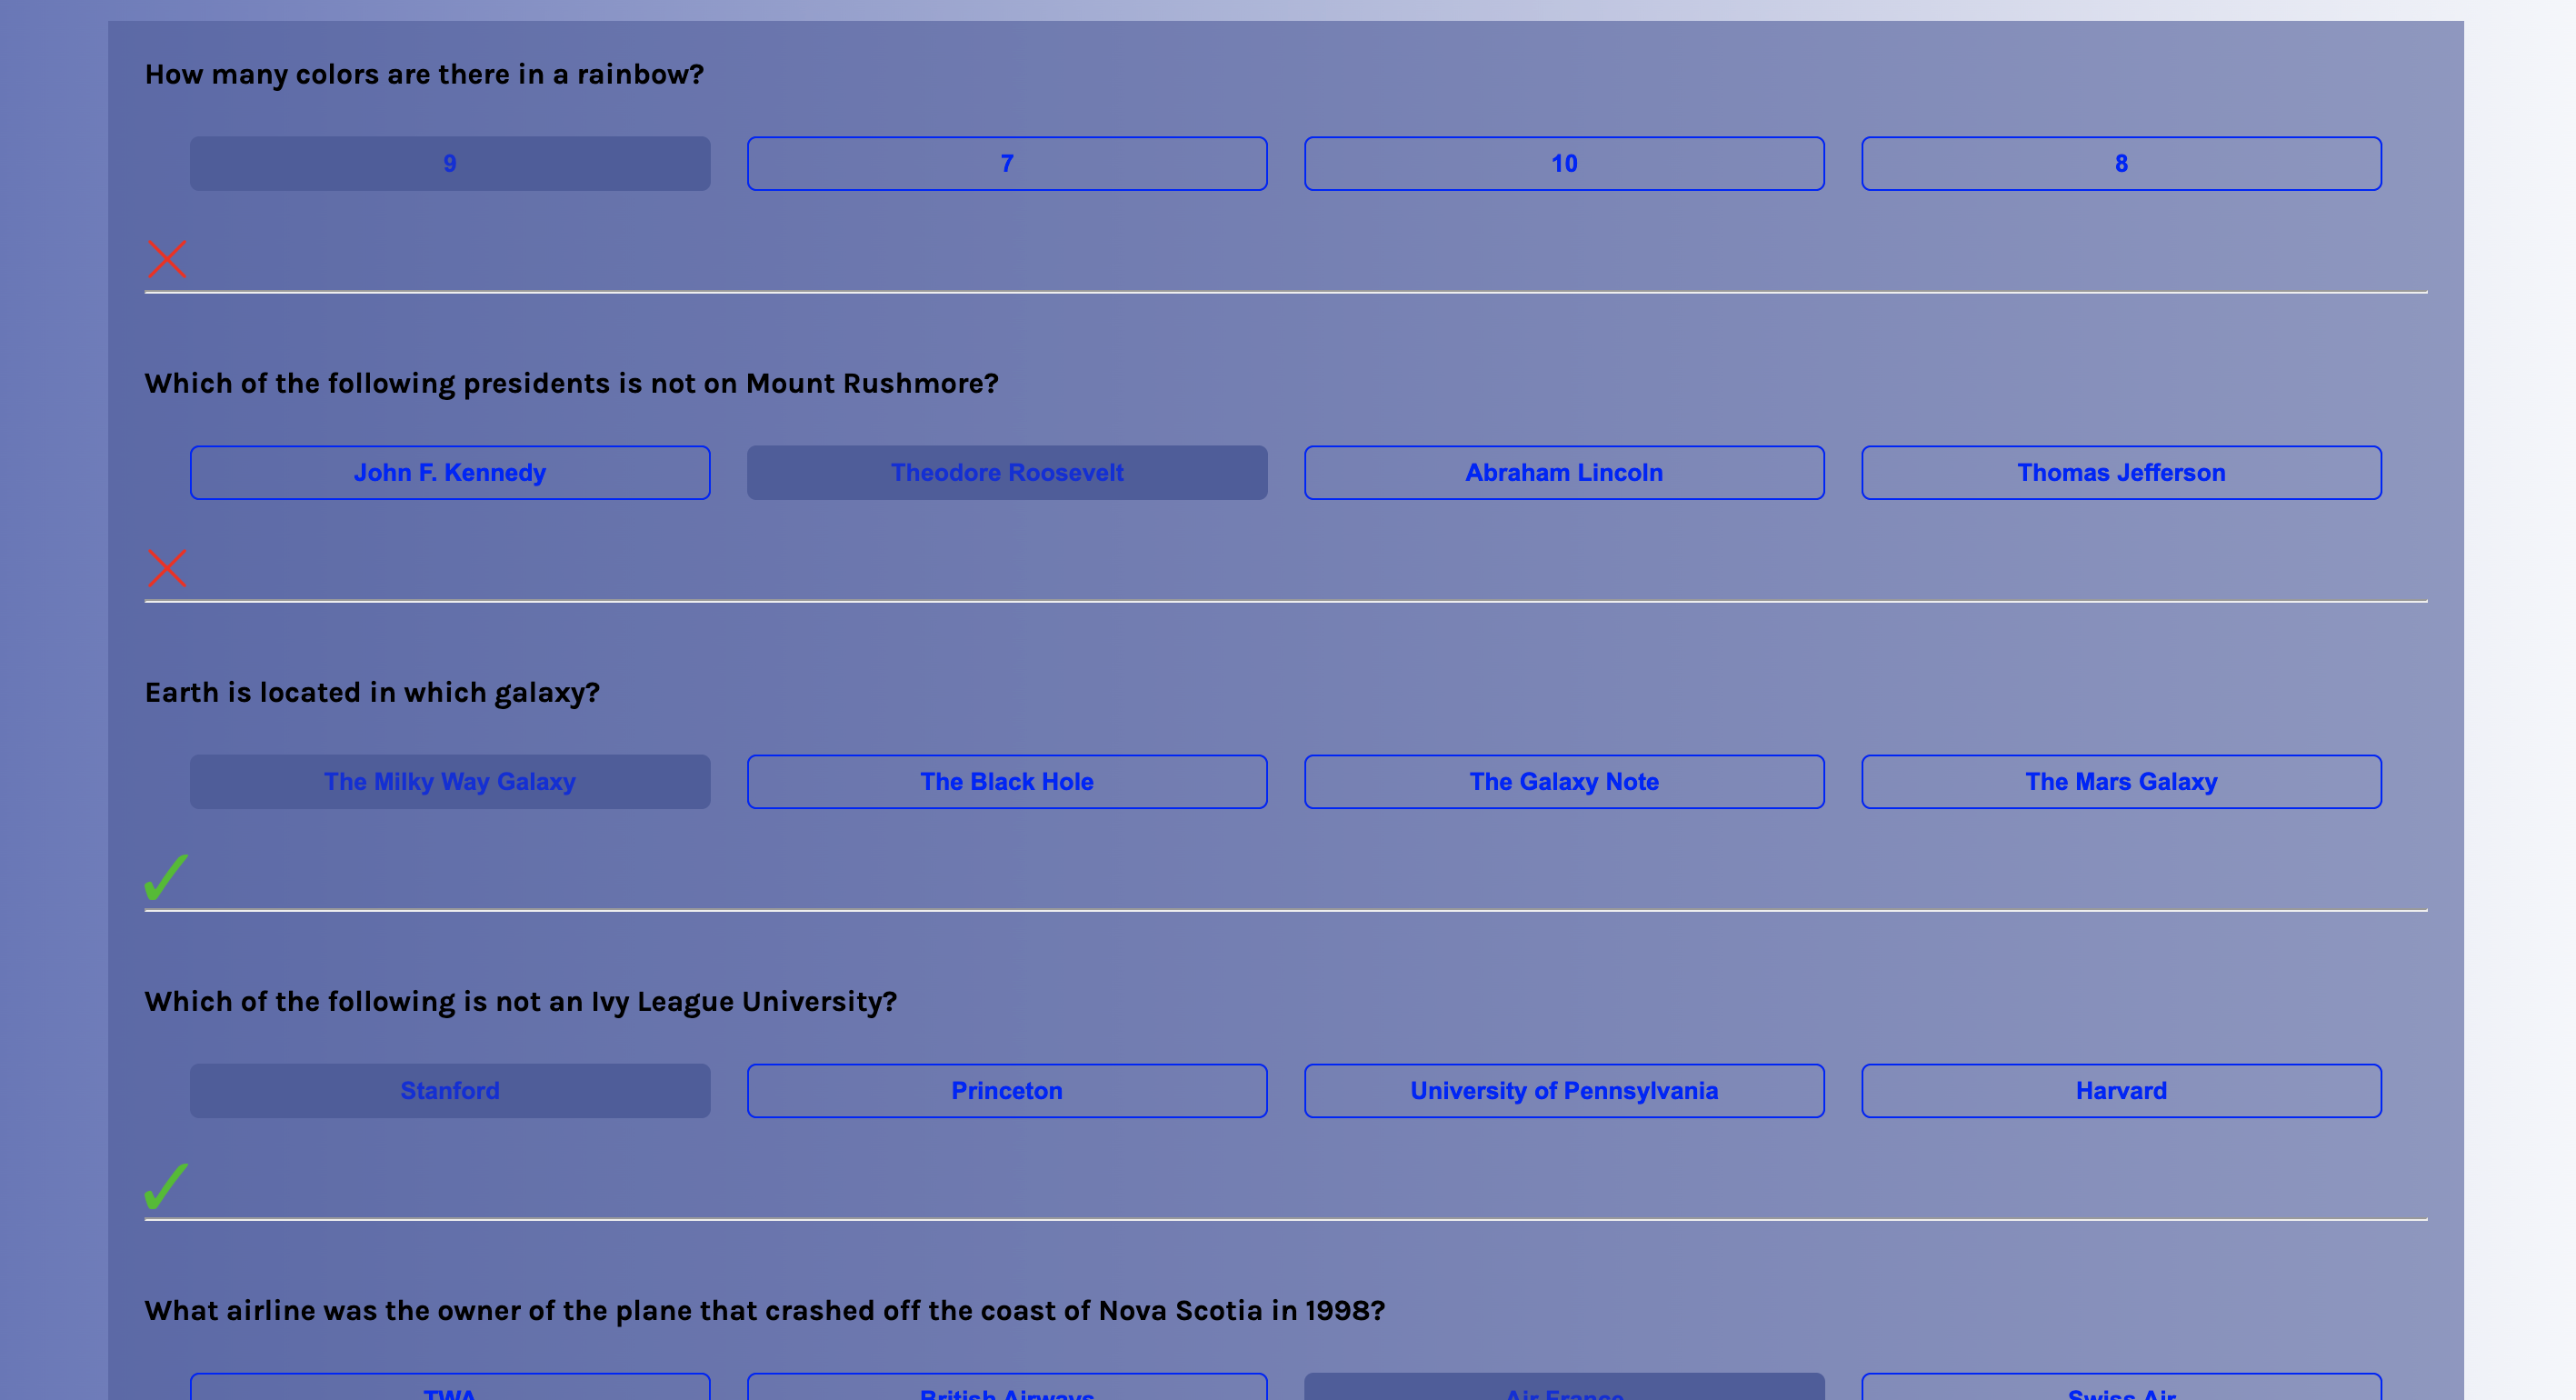 How many colors are there in a rainbow?
9 7 10 8
Which of the following presidents is not on Mount Rushmore?
John F. Kennedy Theodore Roosevelt Abraham Lincoln Thomas Jefferson
Earth is located in which galaxy?
The Milky Way Galaxy The Black Hole The Galaxy Note The Mars Galaxy
Which of the following is not an Ivy League University?
Stanford Princeton University of Pennsylvania Harvard
What airline was the owner of the plane that crashed off the coast of Nova Scotia in 1998?
TWA British Airways Air France Swiss Air